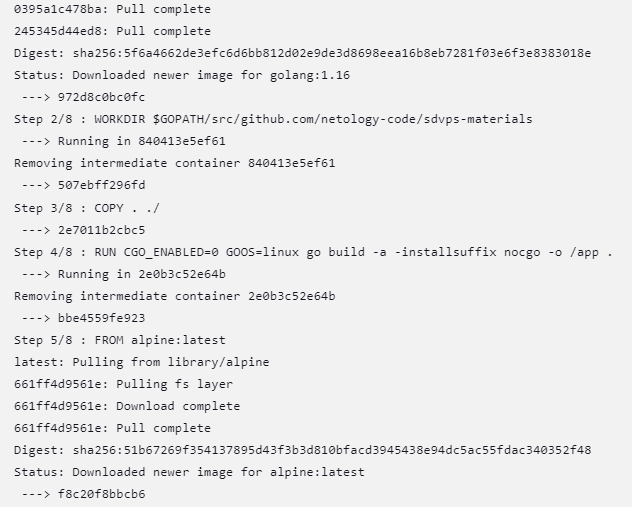 0395a1c478ba: Pull complete
245345d44ed8: Pull complete
Digest: sha256:5f6a4662de3efc6d6bb812d02e9de3d8698eea16b8eb7281f03e6f3e8383018e
Status: Downloaded newer image for golang:1.16
---> 972d8c0bc0fc
Step 2/8 : WORKDIR $GOPATH/src/github.com/netology-code/sdvps-materials
---> Running in 840413e5ef61
Removing intermediate container 840413e5ef61
---> 507ebff296fd
Step 3/8 : COPY . ./
---> 2e7011b2cbc5
Step 4/8 : RUN CGO_ENABLED=0 GOOS=linux go build -a -installsuffix nocgo -o /app .
---> Running in 2e0b3c52e64b
Removing intermediate container 2e0b3c52e64b
---> bbe4559fe923
Step 5/8 : FROM alpine:latest
latest: Pulling from library/alpine
661ff4d9561e: Pulling fs layer
661ff4d9561e: Download complete
661ff4d9561e: Pull complete
Digest: sha256:51b67269f354137895d43f3b3d810bfacd3945438e94dc5ac55fdac340352f48
Status: Downloaded newer image for alpine:latest
---> f8c20f8bbcb6